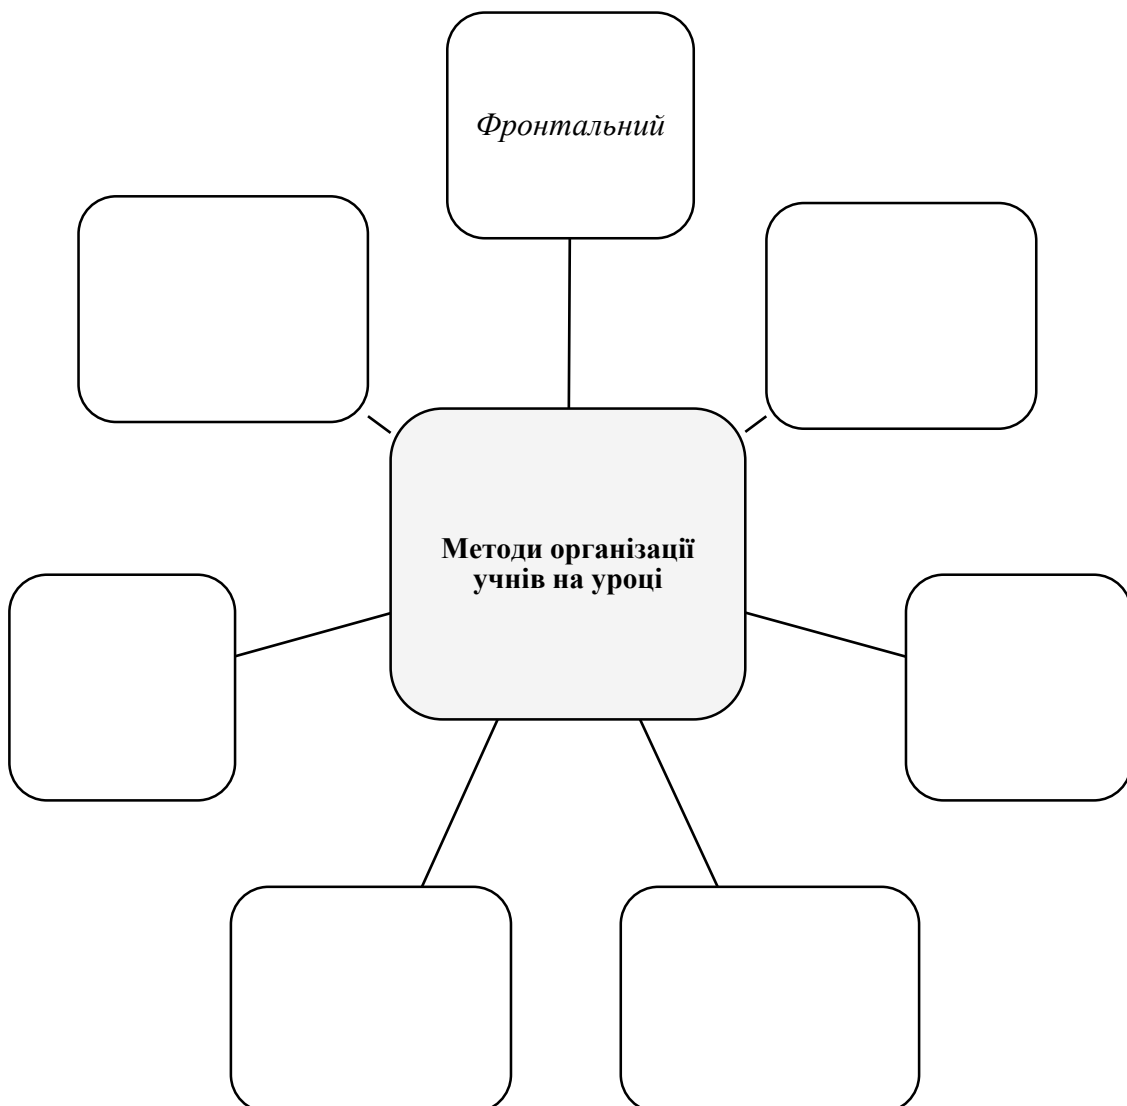 Фронтальний
Методи організації
учнів на уроці